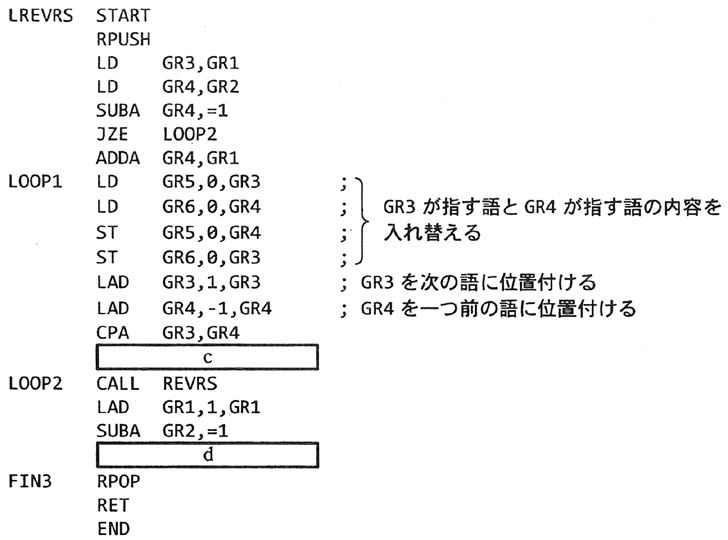 LREVRS START
RPUSH
LD GR3,GR1
LD GR4,GR2
SUBA GR4,=1
JZE LOOP2
ADDA GR4,GR1
LOOP1 LD GR5,0,GR3 ;
LD GR6,0,GR4 ; GR3 が指す語と GR4 が指す語の内容を
ST GR5,0,GR4 ; 入れ替える
ST GR6,0,GR3 ;
LAD GR3,1,GR3 ; GR3 を次の語に位置付ける
LAD GR4,-1,GR4 ; GR4 を一つ前の語に位置付ける
CPA GR3,GR4
c
LOOP2 CALL REVRS
LAD GR1,1,GR1
SUBA GR2,=1
d
FIN3 RPOP
RET
END